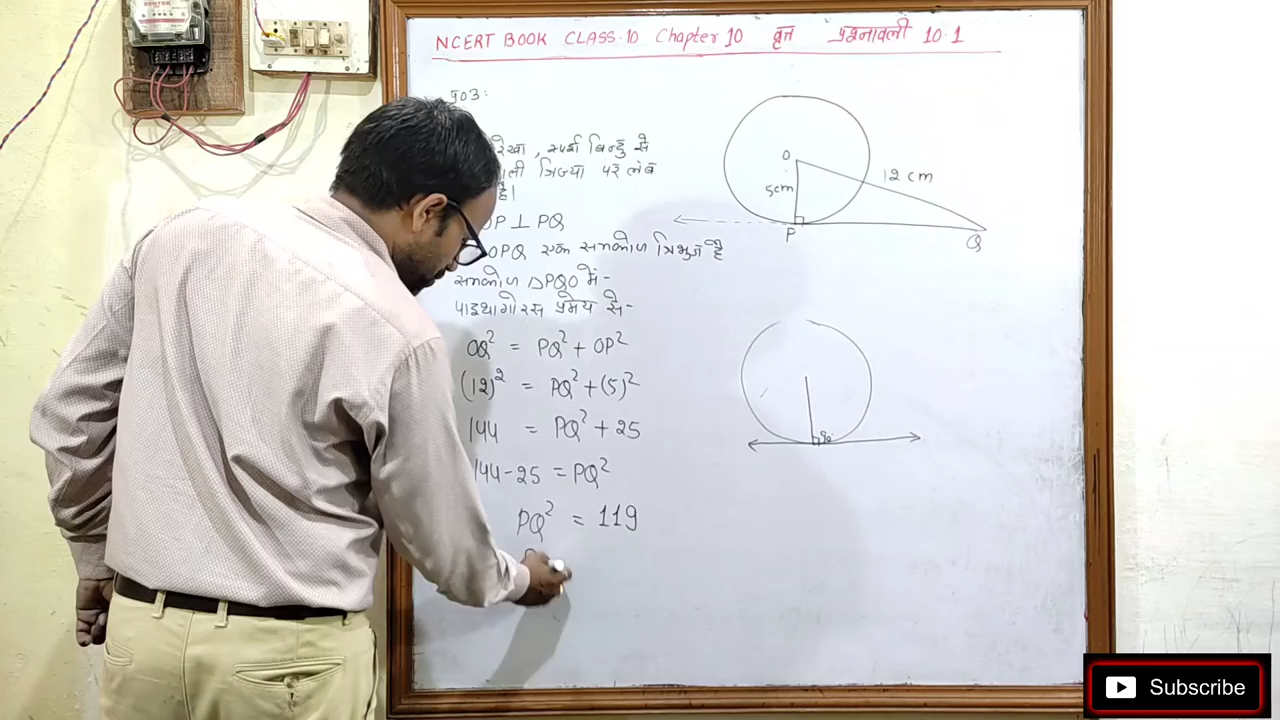 NCERT BOOK CLASS.10 Chapter 10 वृत्त प्रश्नावली 10.1
प्र03:
रेखा, स्पर्श बिन्दु से
त्रिज्या पर लंब
है।
OP ⊥ PQ
OPQ एक समकोण त्रिभुज है
समकोण ΔPQO में-
पाइथागोरस प्रमेय से-
OQ² = PQ² + OP²
(12)² = PQ² + (5)²
144 = PQ² + 25
144 - 25 = PQ²
PQ² = 119
O
12 cm
5cm
P
Q
Subscribe